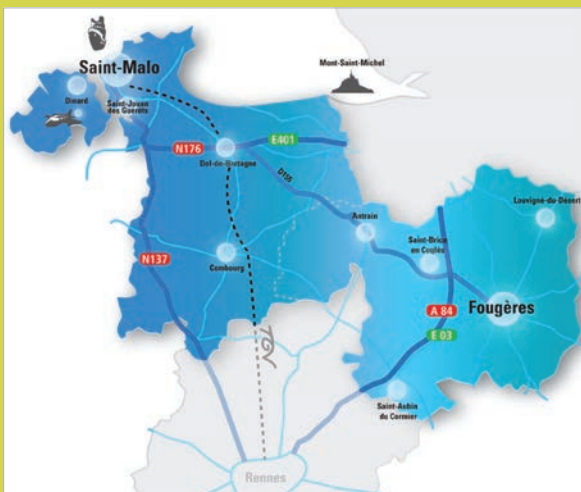 Saint-Malo
Mont-Saint-Michel
Dinard
Saint-Jouan
des Guérets
N176
E401
Dol-de-Bretagne
D155
Louvigné-du-Désert
Antrain
Saint-Brice
en Coglès
N137
Combourg
A 84
Fougères
E 03
TGV
Saint-Aubin
du Cormier
Rennes